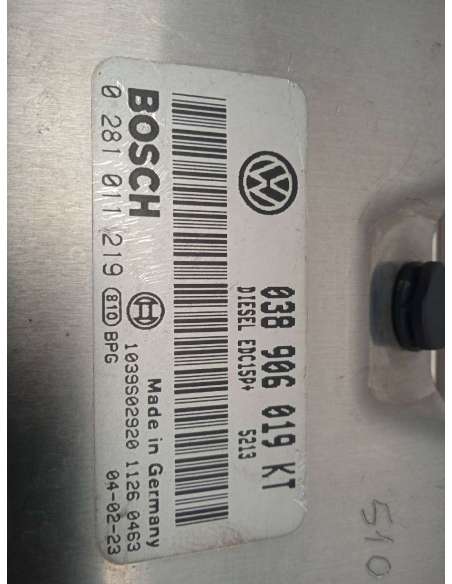 038 906 019 KT
DIESEL EDC15P+ 5213
BOSCH
0 281 011 219
810 BPG
Made in Germany
1039S02920 1126 0463
04-02-23
510